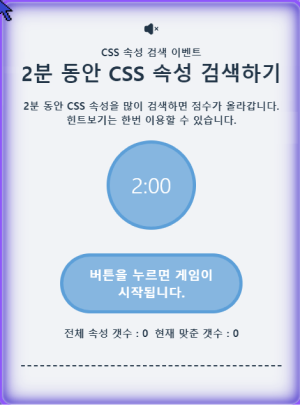 CSS 속성 검색 이벤트
2분 동안 CSS 속성 검색하기
2분 동안 CSS 속성을 많이 검색하면 점수가 올라갑니다.
힌트보기는 한번 이용할 수 있습니다.
2:00
버튼을 누르면 게임이
시작됩니다.
전체 속성 갯수 : 0 현재 맞춘 갯수 : 0